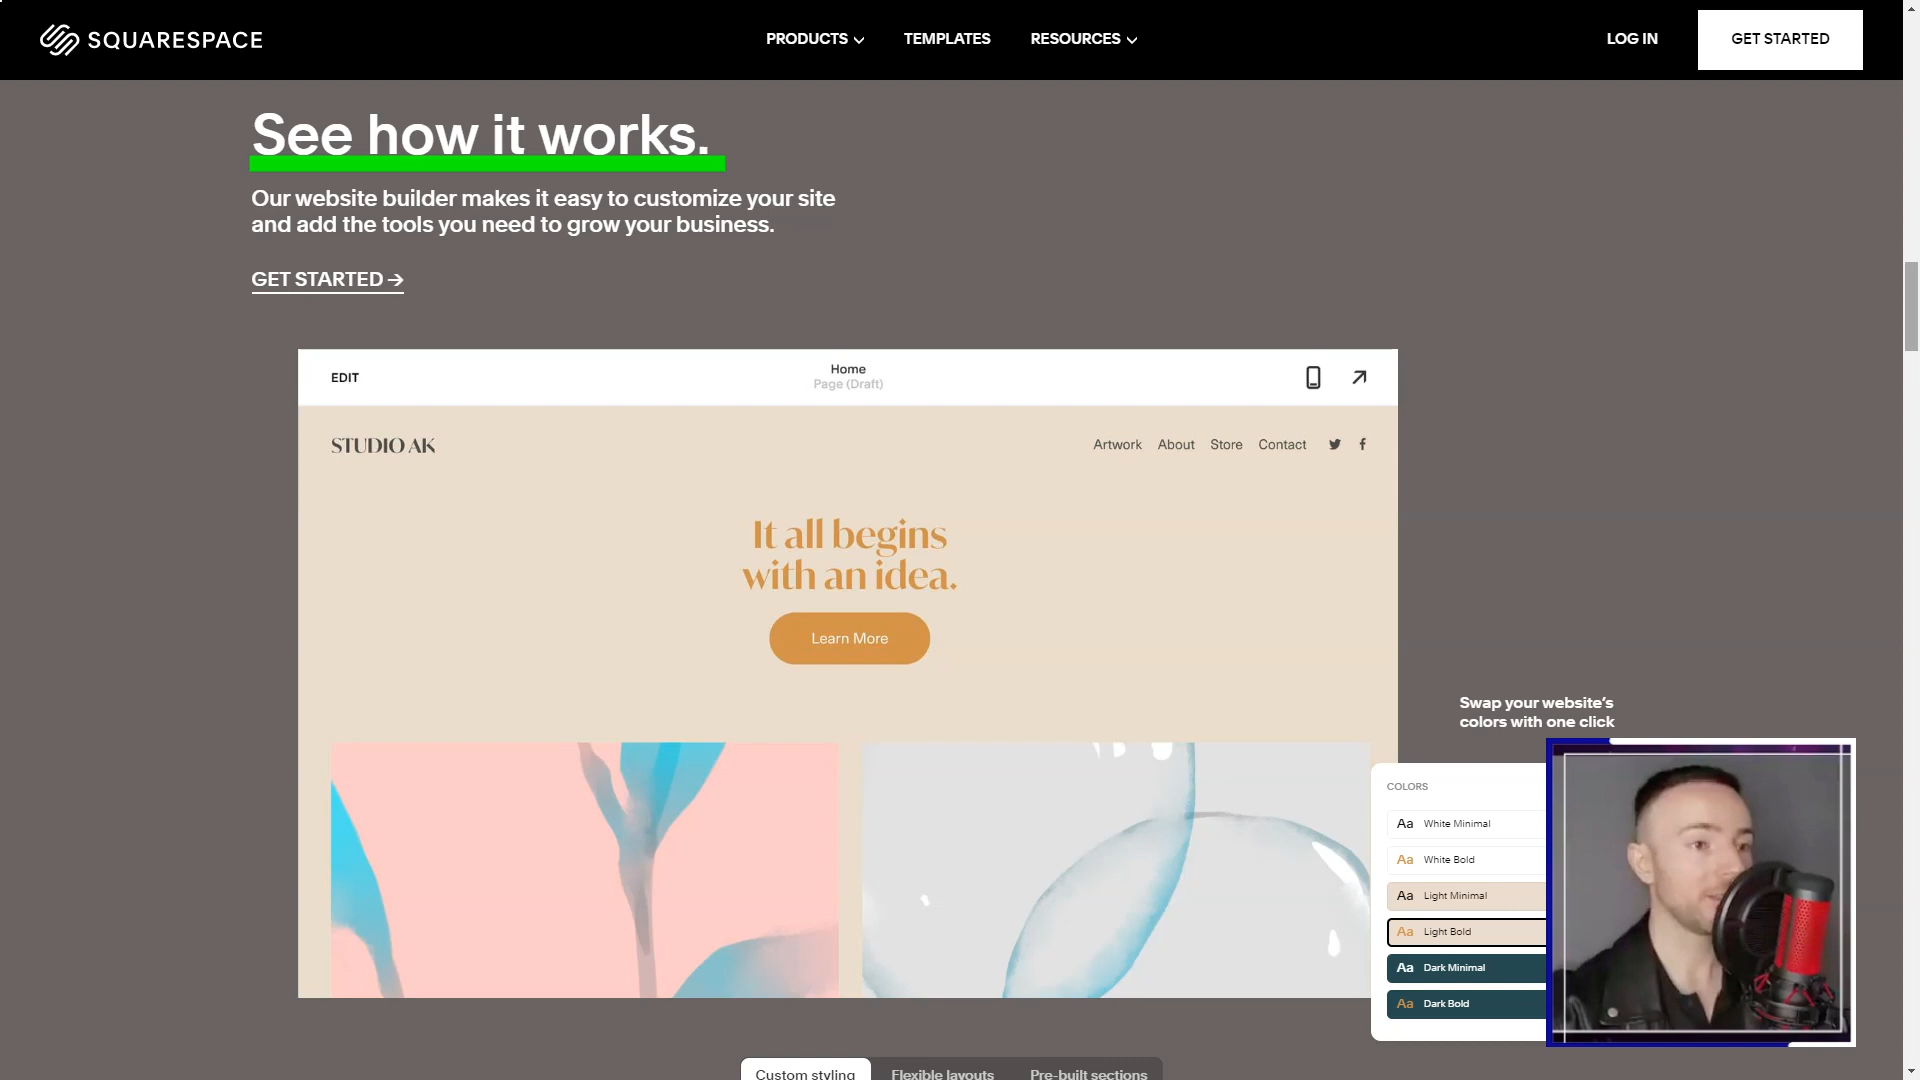 SQUARESPACE
PRODUCTS
TEMPLATES
RESOURCES
LOG IN
GET STARTED
See how it works.
Our website builder makes it easy to customize your site
and add the tools you need to grow your business.
GET STARTED →
EDIT
Home
Page (Draft)
STUDIO AK
Artwork
About
Store
Contact
It all begins
with an idea.
Learn More
Swap your website's
colors with one click
COLORS
Aa White Minimal
Aa White Bold
Aa Light Minimal
Aa Light Bold
Aa Dark Minimal
Aa Dark Bold
Custom styling
Flexible layouts
Pre-built sections